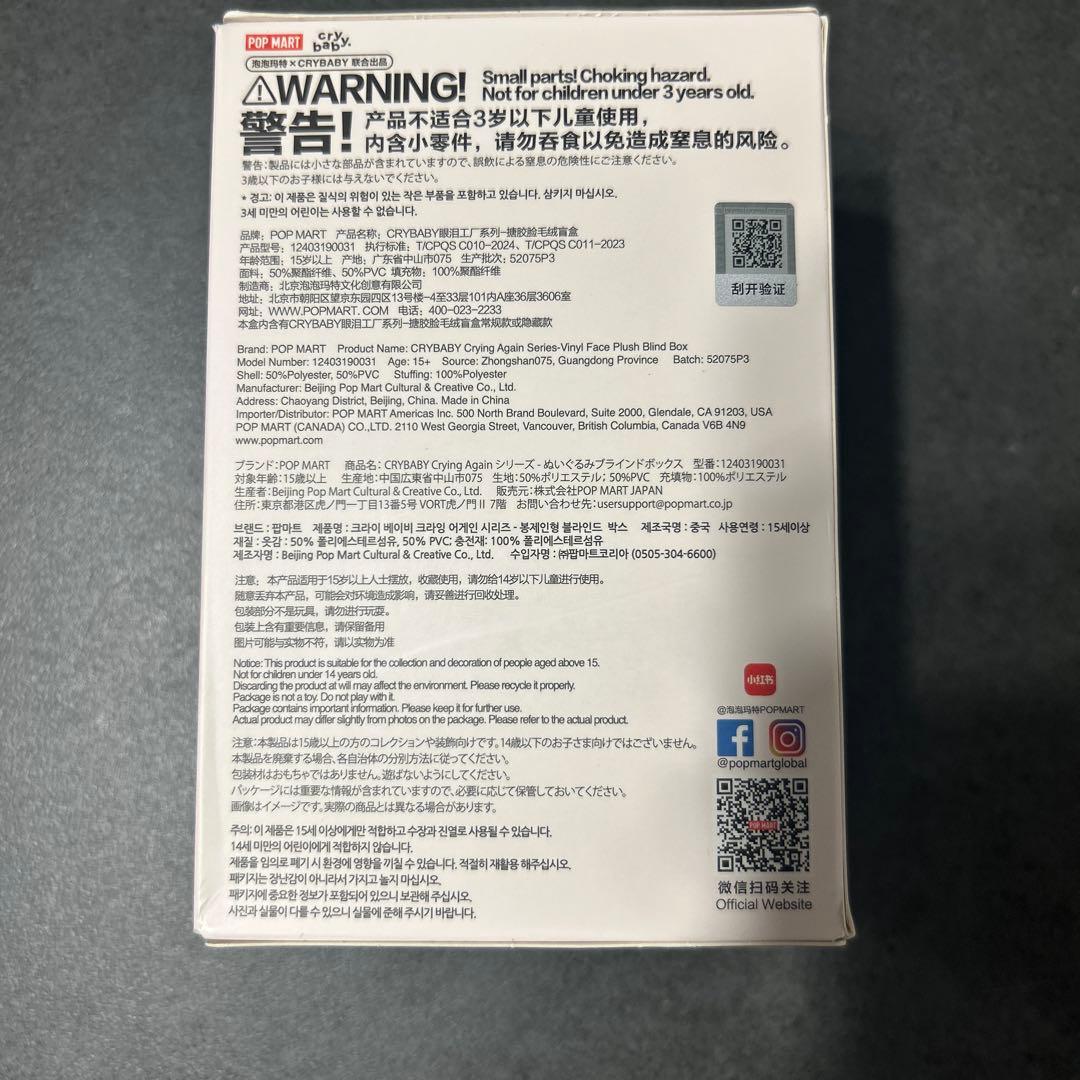 POP MART
cry baby.
泡泡玛特×CRYBABY 联合出品
WARNING! Small parts! Choking hazard.
Not for children under 3 years old.
警告! 产品不适合3岁以下儿童使用，
内含小零件，请勿吞食以免造成窒息的风险。
警告:製品には小さな部品が含まれていますので、誤飲による窒息の危険性にご注意ください。
3歳以下のお子様には与えないでください。
* 경고: 이 제품은 질식의 위험이 있는 작은 부품을 포함하고 있습니다. 삼키지 마십시오.
3세 미만의 어린이는 사용할 수 없습니다.
品牌：POP MART 产品名称：CRYBABY眼泪工厂系列-搪胶脸毛绒盲盒
产品型号：12403190031 执行标准：T/CPQS C010-2024、T/CPQS C011-2023
年龄范围：15岁以上 产地：广东省中山市075 生产批次：52075P3
面料：50%聚酯纤维、50%PVC 填充物：100%聚酯纤维
制造商：北京泡泡玛特文化创意有限公司
地址：北京市朝阳区望京东园四区13号楼-4至33层101内A座36层3606室
网址：WWW.POPMART. COM 电话：400-023-2233
本盒内含有CRYBABY眼泪工厂系列-搪胶脸毛绒盲盒常规款或隐藏款
刮开验证
Brand: POP MART Product Name: CRYBABY Crying Again Series-Vinyl Face Plush Blind Box
Model Number: 12403190031 Age: 15+ Source: Zhongshan075, Guangdong Province Batch: 52075P3
Shell: 50%Polyester, 50%PVC Stuffing: 100%Polyester
Manufacturer: Beijing Pop Mart Cultural & Creative Co., Ltd.
Address: Chaoyang District, Beijing, China. Made in China
Importer/Distributor: POP MART Americas Inc. 500 North Brand Boulevard, Suite 2000, Glendale, CA 91203, USA
POP MART (CANADA) CO.,LTD. 2110 West Georgia Street, Vancouver, British Columbia, Canada V6B 4N9
www.popmart.com
ブランド:POP MART 商品名: CRYBABY Crying Again シリーズ - ぬいぐるみブラインドボックス 型番:12403190031
対象年齢:15歳以上 生産地:中国広東省中山市075 生地:50%ポリエステル; 50%PVC 充填物:100%ポリエステル
生産者:Beijing Pop Mart Cultural & Creative Co., Ltd. 販売元:株式会社POP MART JAPAN
住所:東京都港区虎ノ門一丁目13番5号 VORT虎ノ門Ⅱ 7階 お問い合わせ先:usersupport@popmart.co.jp
브랜드 : 팝마트 제품명 : 크라이 베이비 크라잉 어게인 시리즈 - 봉제인형 블라인드 박스 제조국명 : 중국 사용연령 : 15세이상
재질 : 옷감 : 50% 폴리에스테르섬유, 50% PVC; 충전재: 100% 폴리에스테르섬유
제조자명 : Beijing Pop Mart Cultural & Creative Co., Ltd. 수입자명 : ㈜팝마트코리아 (0505-304-6600)
注意：本产品适用于15岁以上人士摆放，收藏使用，请勿给14岁以下儿童进行使用。
随意丢弃本产品，可能会对环境造成影响，请妥善进行回收处理。
包装部分不是玩具，请勿进行玩耍。
包装上含有重要信息，请保留备用
图片可能与实物不符，请以实物为准
Notice: This product is suitable for the collection and decoration of people aged above 15.
Not for children under 14 years old.
Discarding the product at will may affect the environment. Please recycle it properly.
Package is not a toy. Do not play with it.
Package contains important information. Please keep it for further use.
Actual product may differ slightly from photos on the package. Please refer to the actual product.
注意:本製品は15歳以上の方のコレクションや装飾向けです。14歳以下のお子さま向けではございません。
本製品を廃棄する場合、各自治体の分別方法に従ってください。
包装材はおもちゃではありません。遊ばないようにしてください。
パッケージには重要な情報が含まれていますので、必要に応じて保管しておいてください。
画像はイメージです。実際の商品とは異なる場合があります。
주의: 이 제품은 15세 이상에게만 적합하고 수장과 진열로 사용될 수 있습니다.
14세 미만의 어린이에게 적합하지 않습니다.
제품을 임의로 폐기 시 환경에 영향을 끼칠 수 있습니다. 적절히 재활용 해주십시오.
패키지는 장난감이 아니라서 가지고 놀지 마십시오.
패키지에 중요한 정보가 포함되어 있으니 보관해 주십시오.
사진과 실물이 다를 수 있으니 실물에 준해 주시기 바랍니다.
小红书
@泡泡玛特POPMART
@popmartglobal
POP MART
微信扫码关注
Official Website